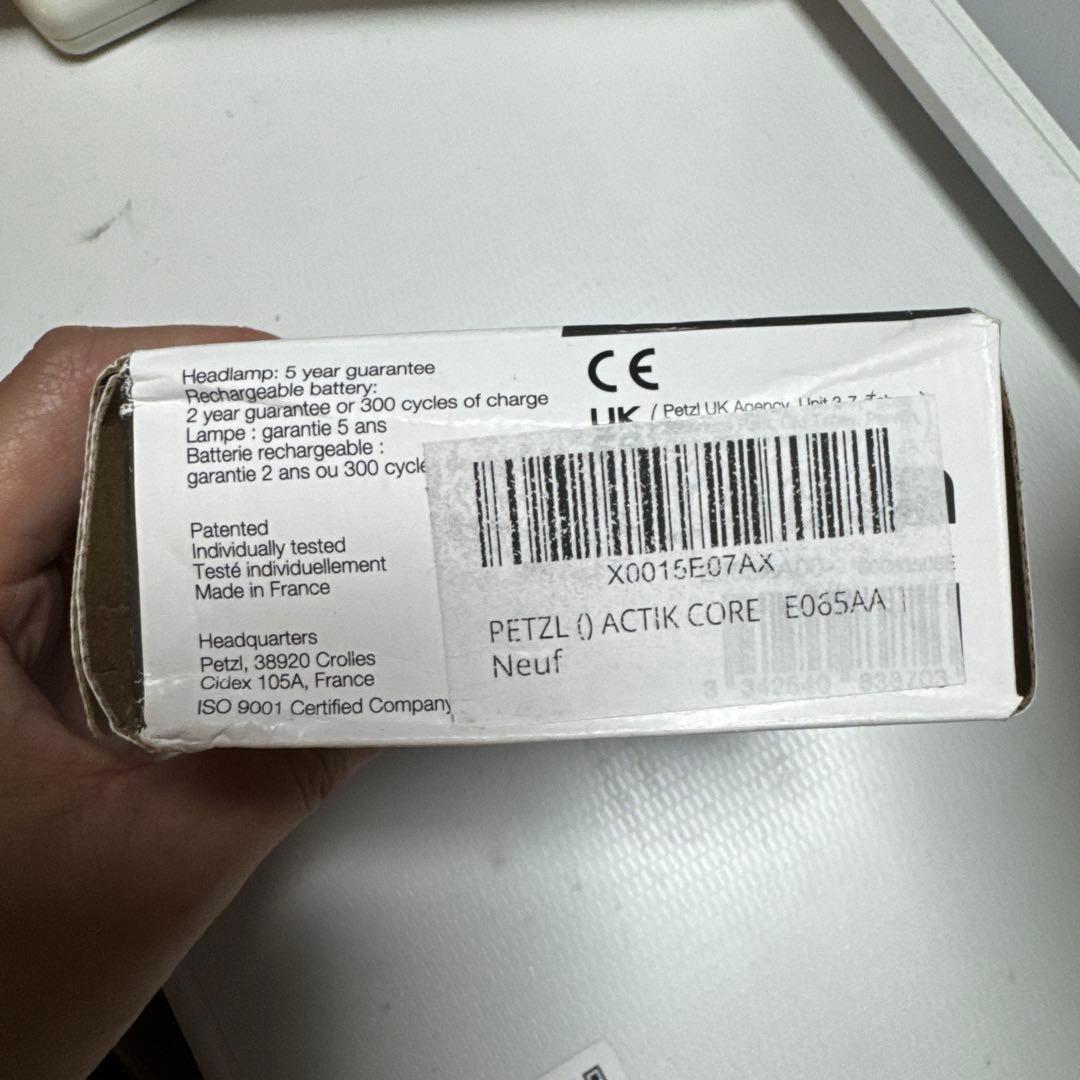 Headlamp: 5 year guarantee
Rechargeable battery:
2 year guarantee or 300 cycles of charge
Lampe : garantie 5 ans
Batterie rechargeable :
garantie 2 ans ou 300 cycle
Patented
Individually tested
Testé individuellement
Made in France
Headquarters
Petzl, 38920 Crolles
Cidex 105A, France
ISO 9001 Certified Company
CE
UK / Petzl UK Agency, Unit
X0015E07AX
PETZL () ACTIK CORE E065AA
Neuf